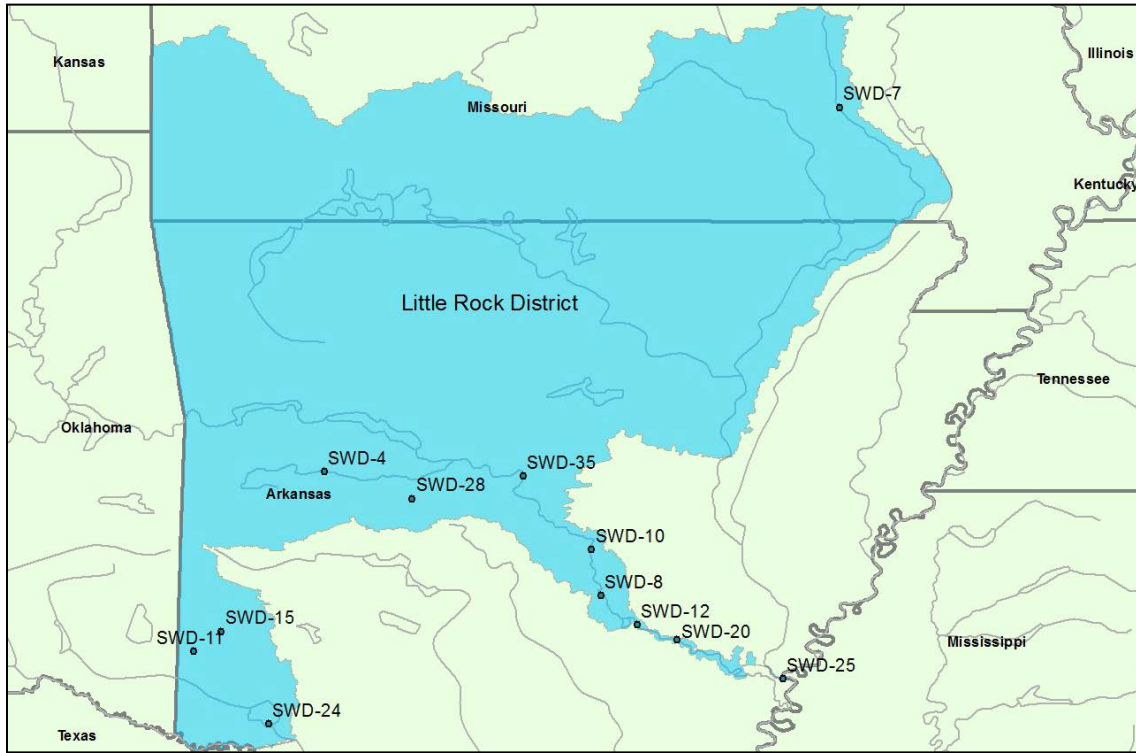 Kansas
Illinois
SWD-7
Missouri
Kentucky
Little Rock District
Tennessee
Oklahoma
SWD-4
SWD-35
Arkansas
SWD-28
SWD-10
SWD-8
SWD-12
SWD-15
SWD-20
SWD-11
Mississippi
SWD-25
SWD-24
Texas